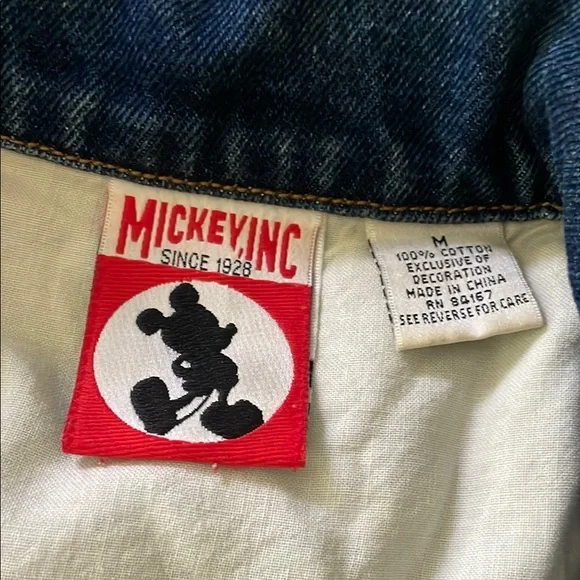 MICKEY, INC
SINCE 1928
M
100% COTTON
EXCLUSIVE OF
DECORATION
MADE IN CHINA
RN 84167
SEE REVERSE FOR CARE